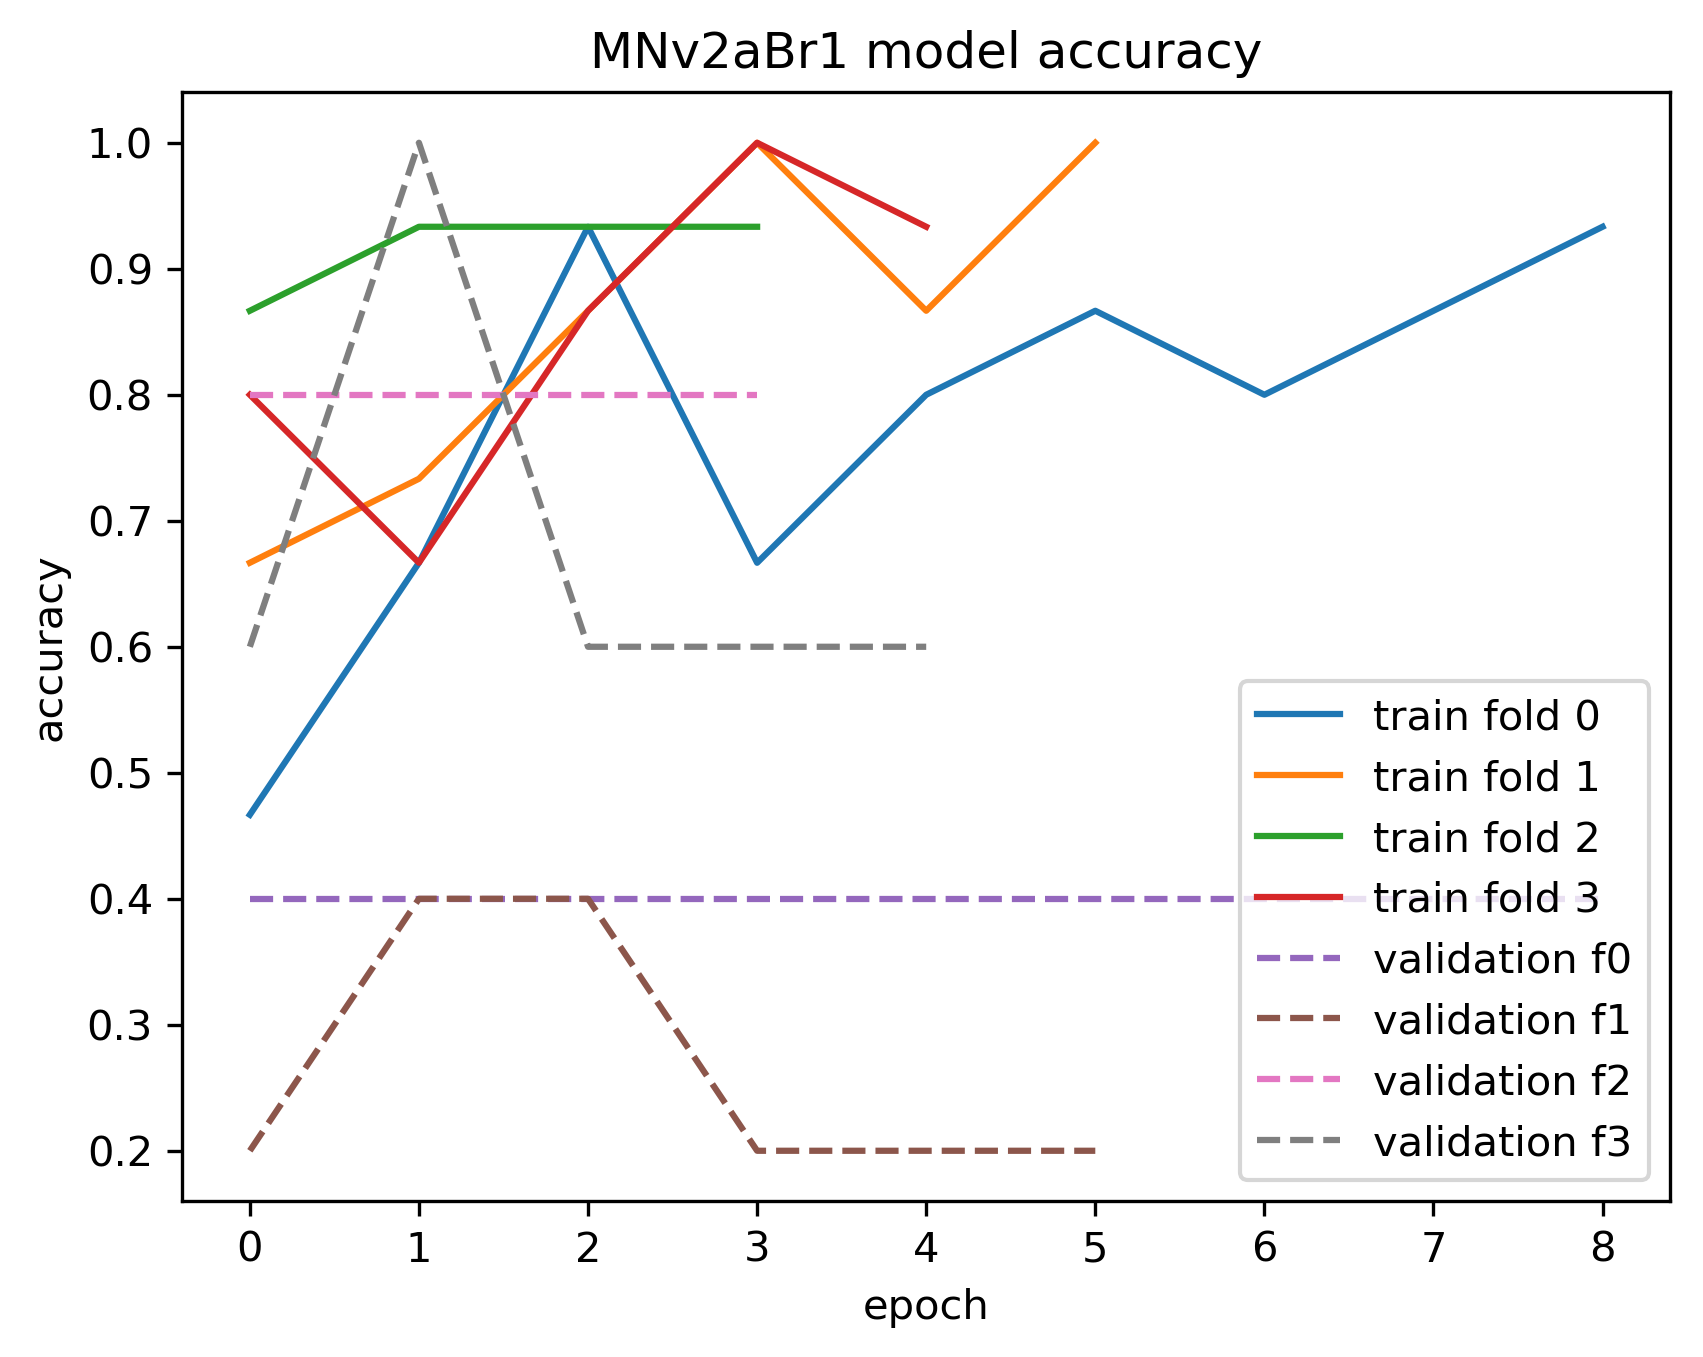 MNv2aBr1 model accuracy
1.0
0.9
0.8
0.7
0.6
0.5
0.4
0.3
0.2
accuracy
train fold 0
train fold 1
train fold 2
train fold 3
validation f0
validation f1
validation f2
validation f3
0 1 2 3 4 5 6 7 8
epoch